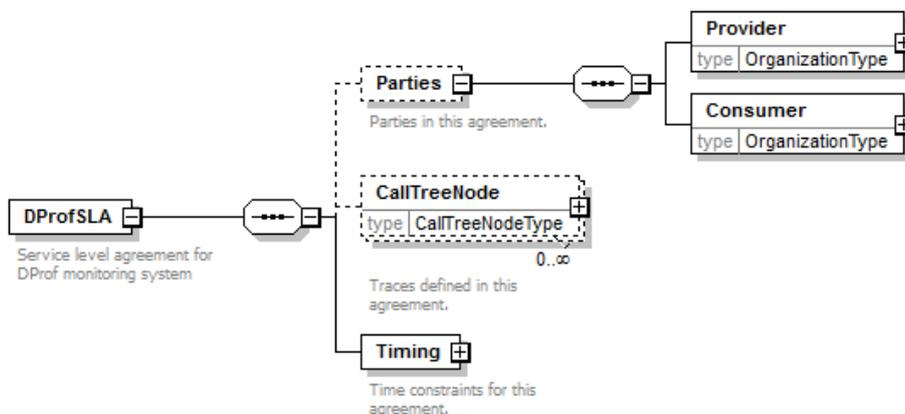 Provider
type OrganizationType
Parties
Parties in this agreement.
Consumer
type OrganizationType
CallTreeNode
type CallTreeNodeType
0..∞
DProfSLA
Service level agreement for
DProf monitoring system
Traces defined in this
agreement.
Timing
Time constraints for this
agreement.